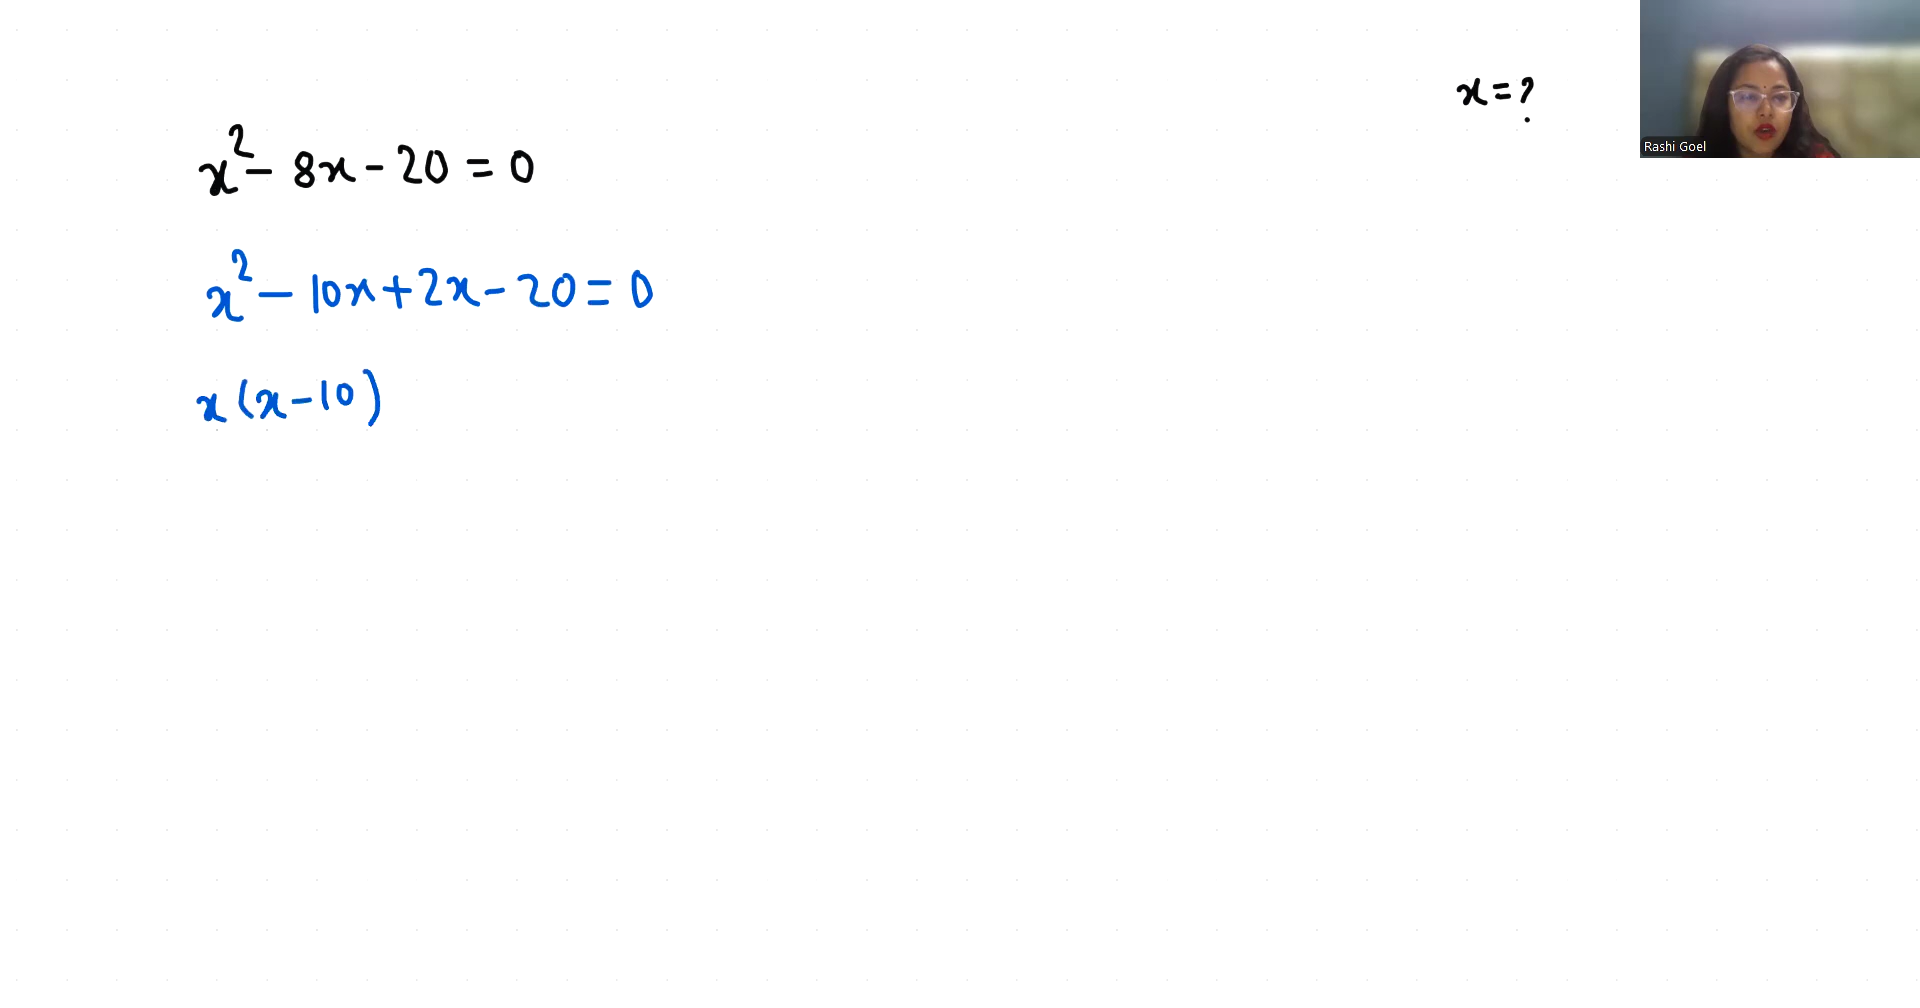 x = ?
Rashi Goel
x² - 8x - 20 = 0
x² - 10x + 2x - 20 = 0
x (x - 10)